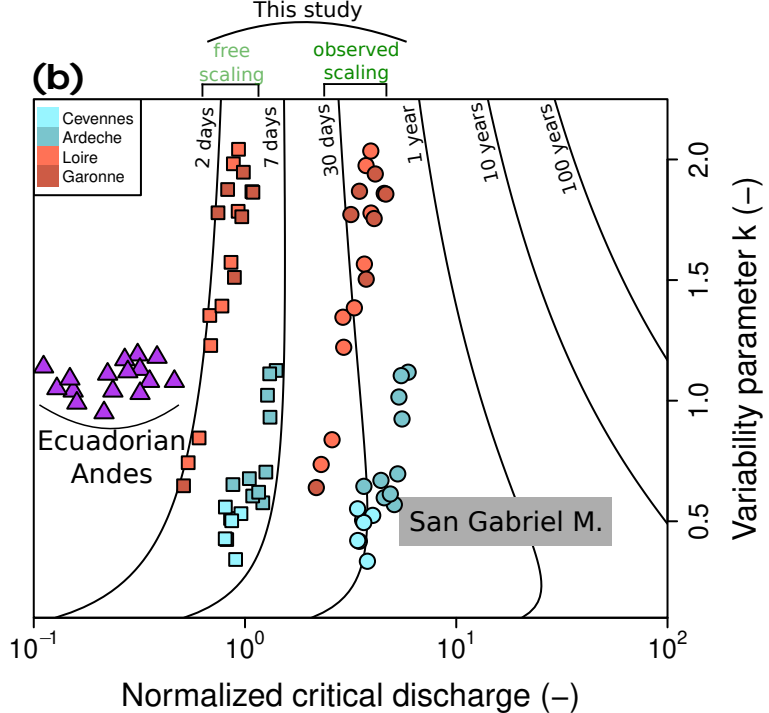 This study
free
scaling
observed
scaling
(b)
Cevennes
Ardeche
Loire
Garonne
2 days
7 days
30 days
1 year
10 years
100 years
2.0
1.5
1.0
0.5
Variability parameter k (−)
Ecuadorian
Andes
San Gabriel M.
10⁻¹
10⁰
10¹
10²
Normalized critical discharge (−)